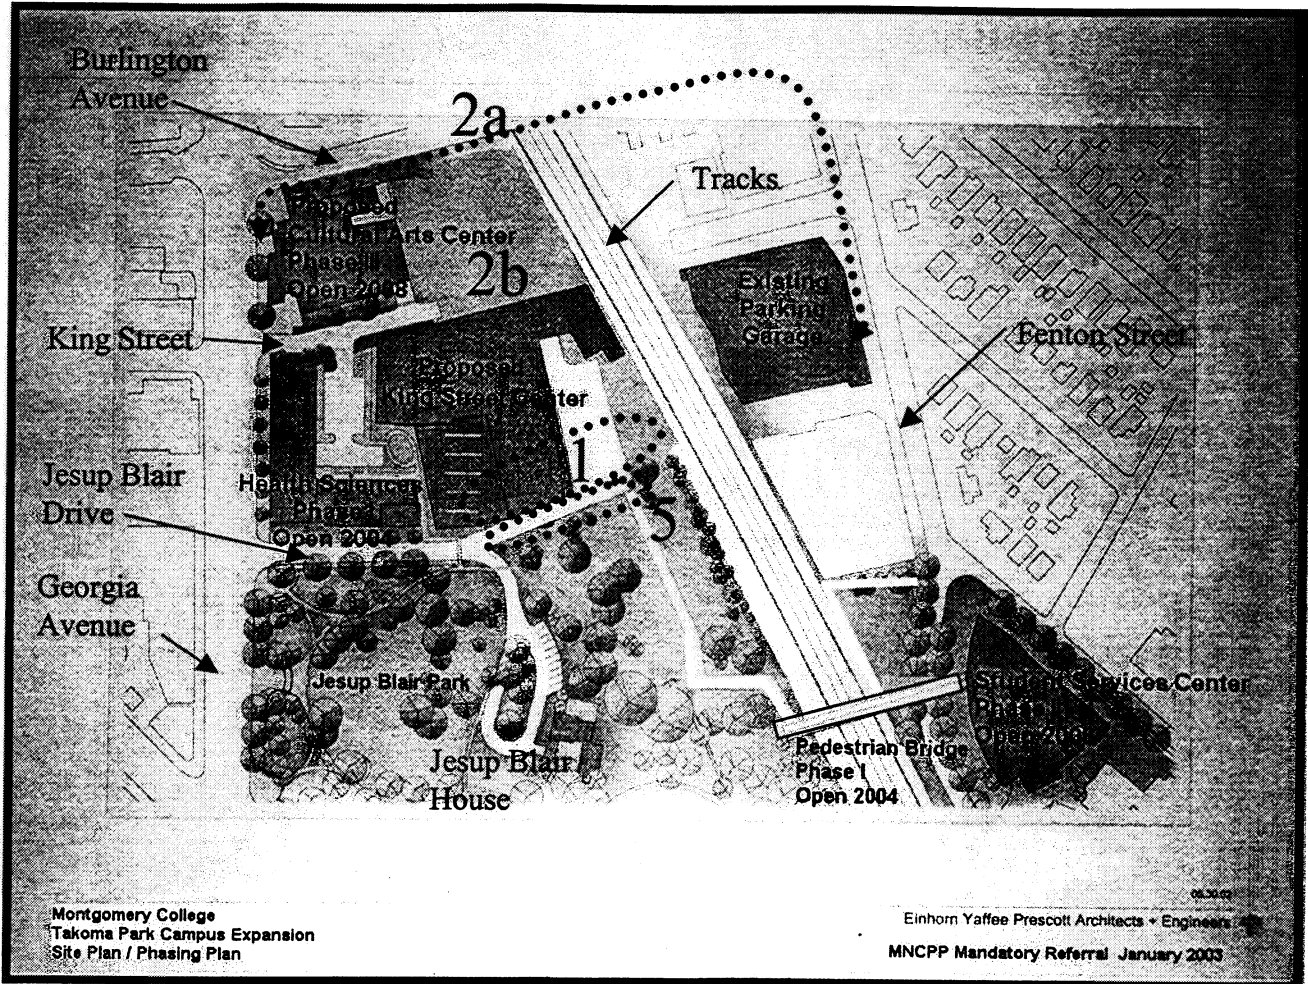 Burlington
Avenue
2a
Tracks
Proposed
Cultural Arts Center
Phase
Open
2b
Existing
Parking
Garage
King Street
Fenton Street
Proposed
King Street Center
1
Jesup Blair
Drive
Health Sciences
Phase
Open 2004
5
Georgia
Avenue
Jesup Blair Park
Student Services Center
Phase
Open
Jesup Blair
House
Pedestrian Bridge
Phase I
Open 2004
Montgomery College
Takoma Park Campus Expansion
Site Plan / Phasing Plan
Einhorn Yaffee Prescott Architects + Engineers
MNCPP Mandatory Referral January 2003